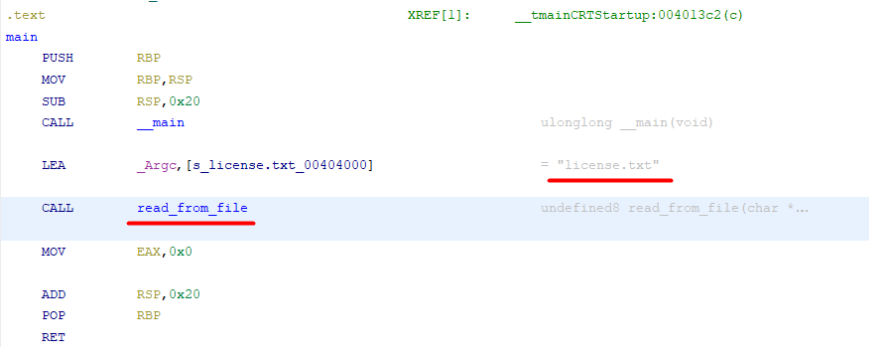 .text XREF[1]: __tmainCRTStartup:004013c2(c)
main
PUSH RBP
MOV RBP,RSP
SUB RSP,0x20
CALL __main ulonglong __main(void)
LEA _Argc,[s_license.txt_00404000] = "license.txt"
CALL read_from_file undefined8 read_from_file(char *...
MOV EAX,0x0
ADD RSP,0x20
POP RBP
RET